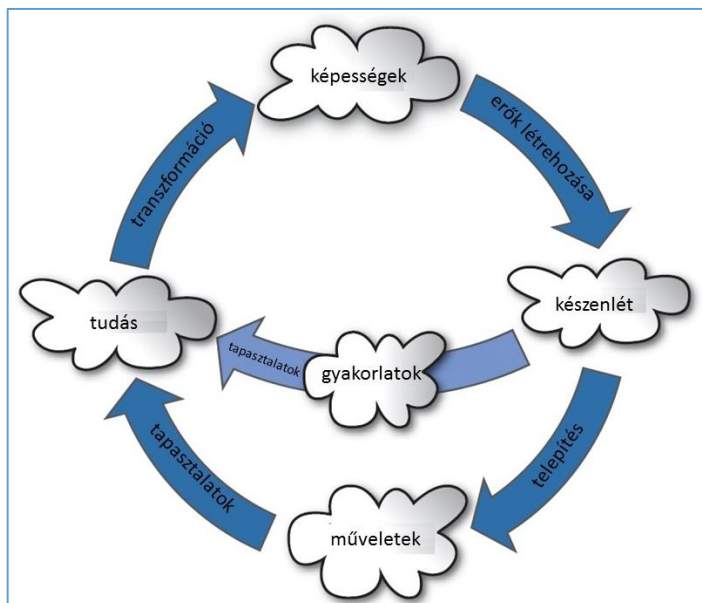 képességek
erők létrehozása
transzformáció
készenlét
tudás
tapasztalatok
gyakorlatok
telepítés
tapasztalatok
műveletek